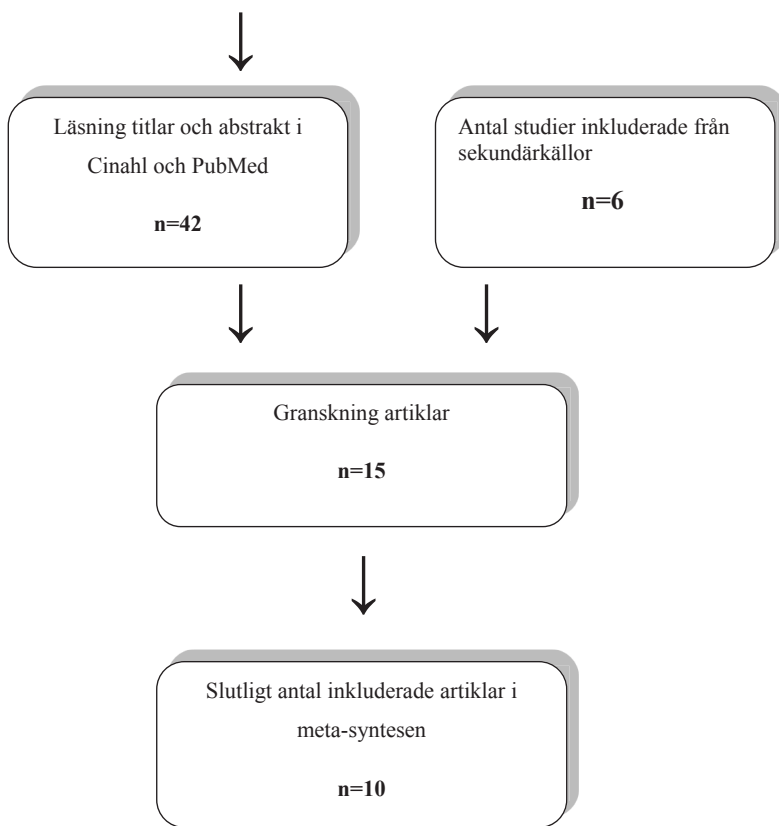 Läsning titlar och abstrakt i
Cinahl och PubMed
n=42
Antal studier inkluderade från
sekundärkällor
n=6
Granskning artiklar
n=15
Slutligt antal inkluderade artiklar i
meta-syntesen
n=10